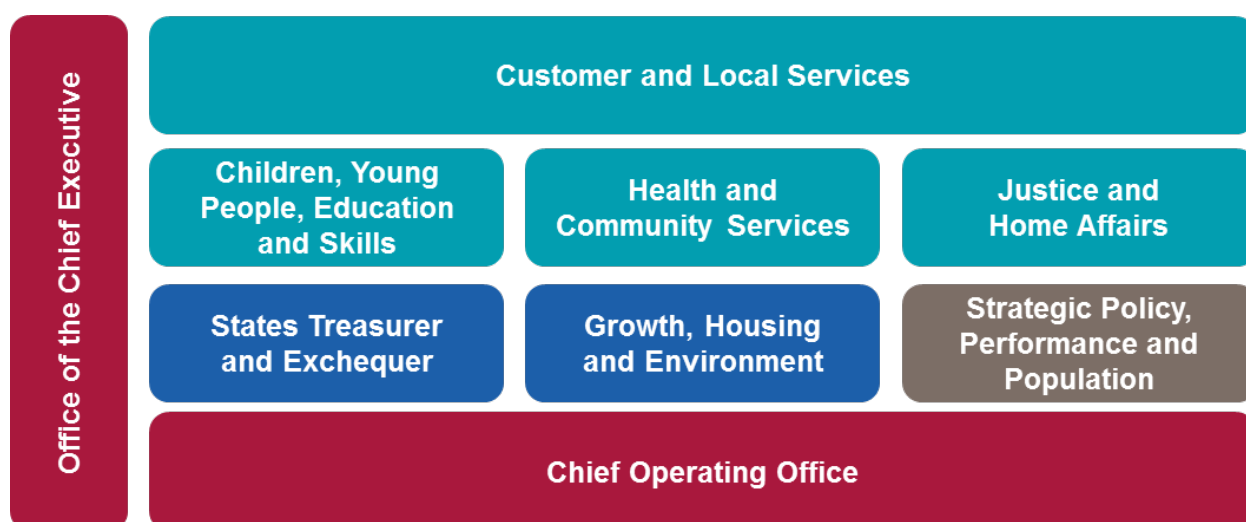 Office of the Chief Executive
Customer and Local Services
Children, Young
People, Education
and Skills
Health and
Community Services
Justice and
Home Affairs
States Treasurer
and Exchequer
Growth, Housing
and Environment
Strategic Policy,
Performance and
Population
Chief Operating Office